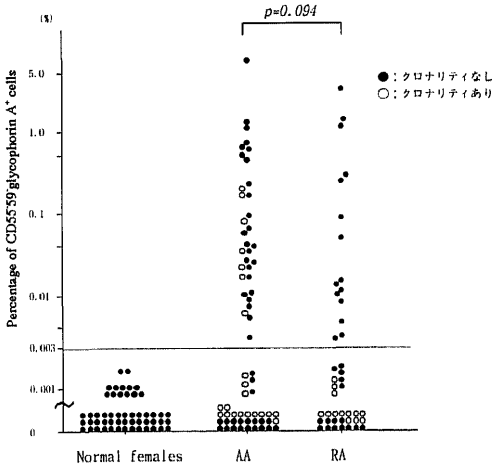 p=0.094
(%)
●：クロナリティなし
○：クロナリティあり
Percentage of CD55⁻59⁻glycophorin A⁺ cells
5.0
1.0
0.1
0.01
0.003
0.001
0
Normal females
AA
RA